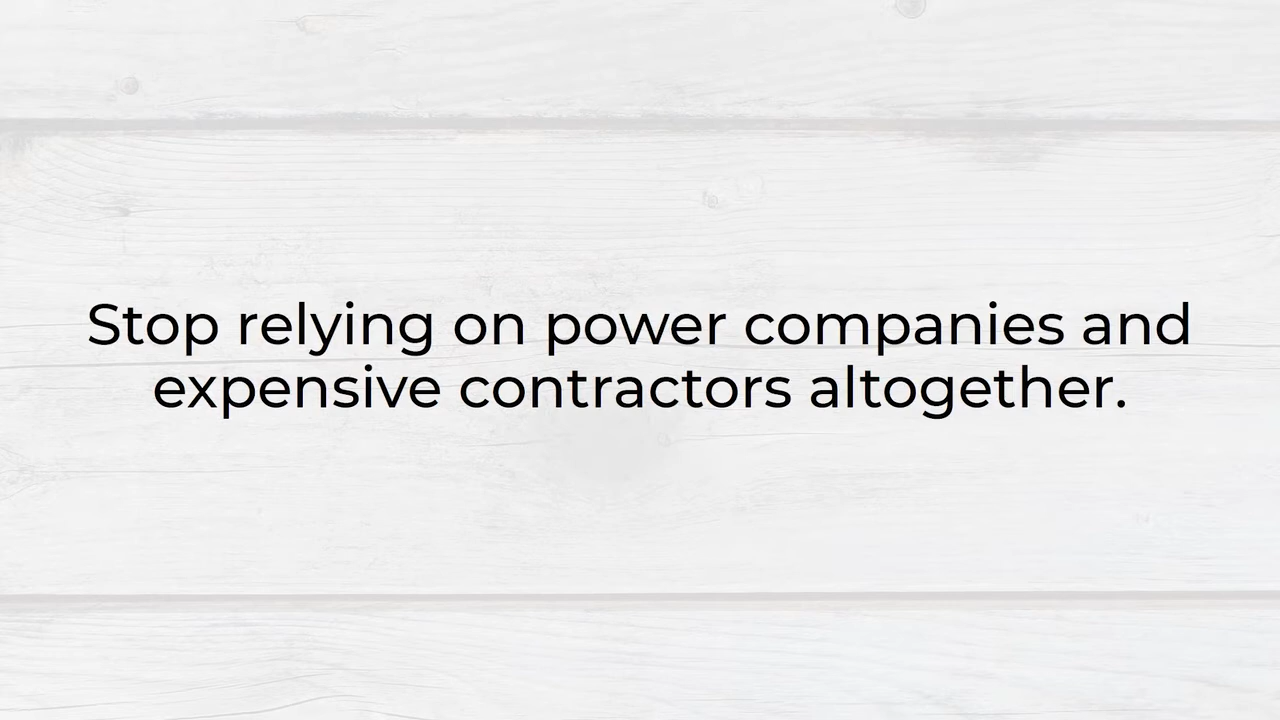 Stop relying on power companies and
expensive contractors altogether.